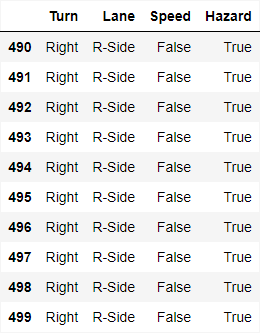 Turn Lane Speed Hazard
490 Right R-Side False True
491 Right R-Side False True
492 Right R-Side False True
493 Right R-Side False True
494 Right R-Side False True
495 Right R-Side False True
496 Right R-Side False True
497 Right R-Side False True
498 Right R-Side False True
499 Right R-Side False True